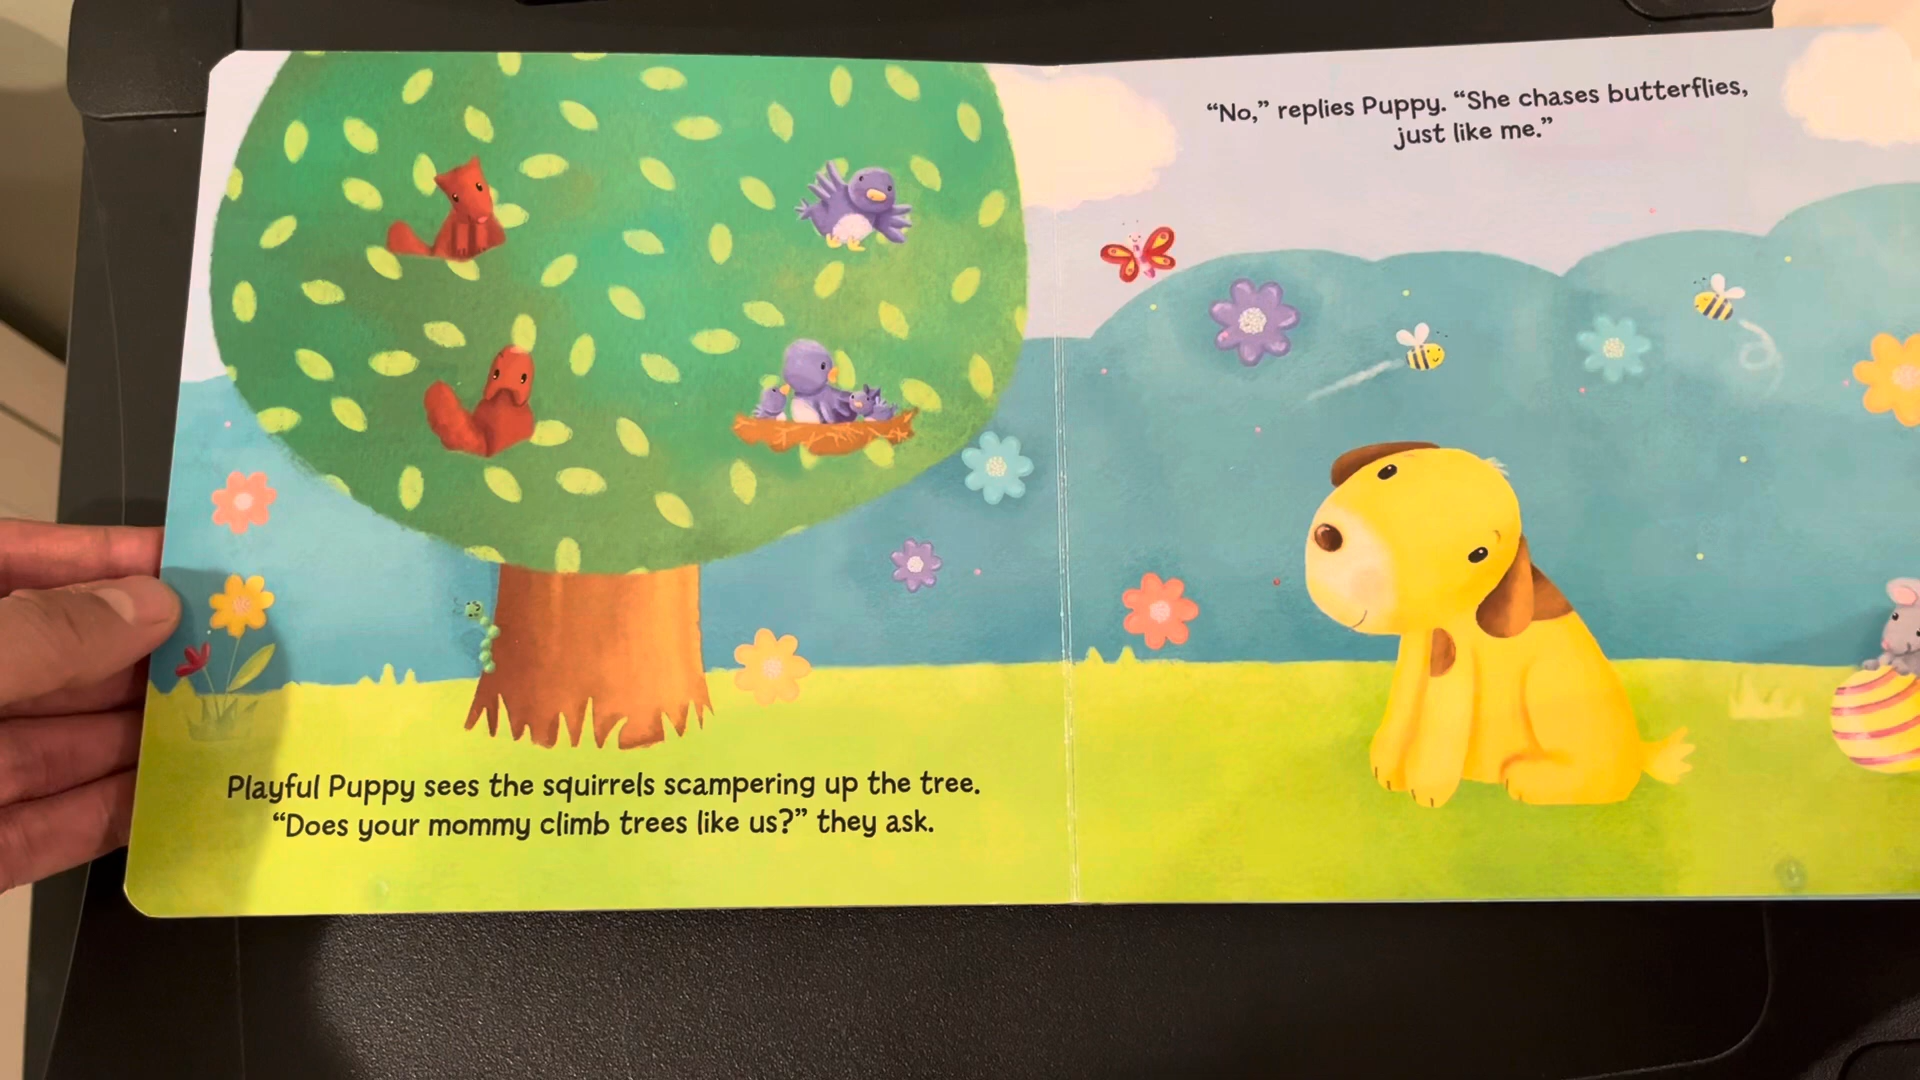 Playful Puppy sees the squirrels scampering up the tree.
“Does your mommy climb trees like us?” they ask.
“No,” replies Puppy. “She chases butterflies,
just like me.”